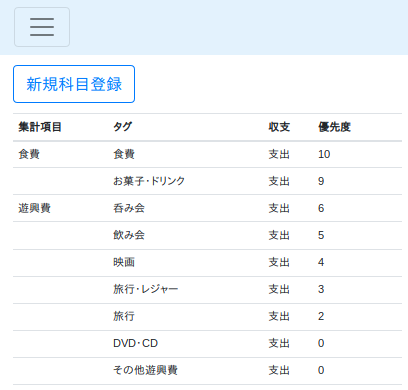 新規科目登録
集計項目 タグ 収支 優先度
食費 食費 支出 10
お菓子・ドリンク 支出 9
遊興費 呑み会 支出 6
飲み会 支出 5
映画 支出 4
旅行・レジャー 支出 3
旅行 支出 2
DVD・CD 支出 0
その他遊興費 支出 0